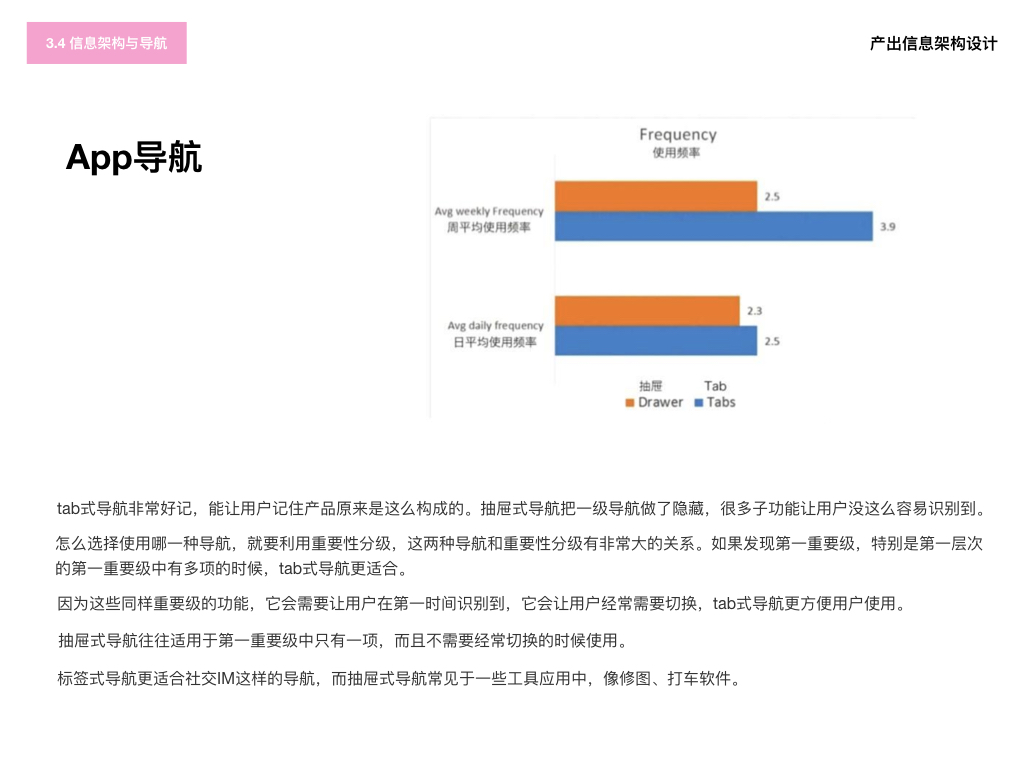 3.4 信息架构与导航
产出信息架构设计
App导航
Frequency
使用频率
2.5
Avg weekly Frequency
周平均使用频率
3.9
2.3
Avg daily frequency
日平均使用频率
2.5
抽屉 Tab
Drawer Tabs
tab式导航非常好记，能让用户记住产品原来是这么构成的。抽屉式导航把一级导航做了隐藏，很多子功能让用户没这么容易识别到。
怎么选择使用哪一种导航，就要利用重要性分级，这两种导航和重要性分级有非常大的关系。如果发现第一重要级，特别是第一层次
的第一重要级中有多项的时候，tab式导航更适合。
因为这些同样重要级的功能，它会需要让用户在第一时间识别到，它会让用户经常需要切换，tab式导航更方便用户使用。
抽屉式导航往往适用于第一重要级中只有一项，而且不需要经常切换的时候使用。
标签式导航更适合社交IM这样的导航，而抽屉式导航常见于一些工具应用中，像修图、打车软件。